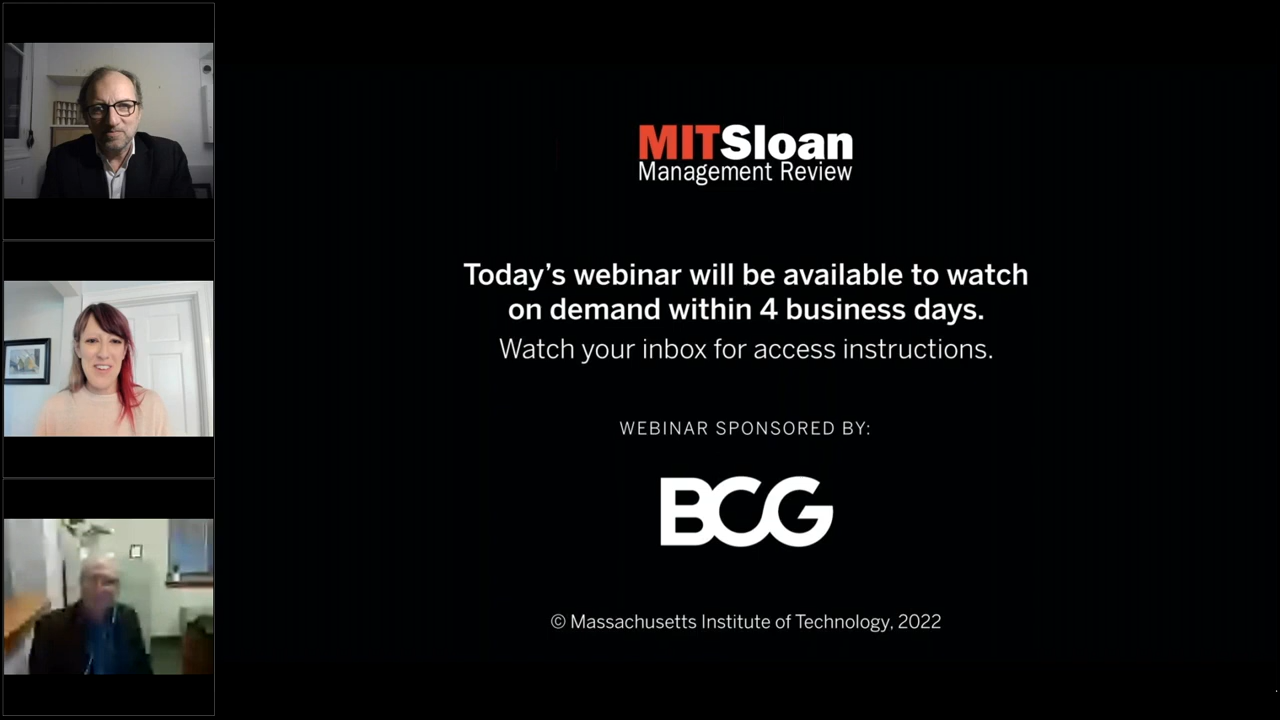 MITSloan
Management Review
Today's webinar will be available to watch
on demand within 4 business days.
Watch your inbox for access instructions.
WEBINAR SPONSORED BY:
BCG
© Massachusetts Institute of Technology, 2022